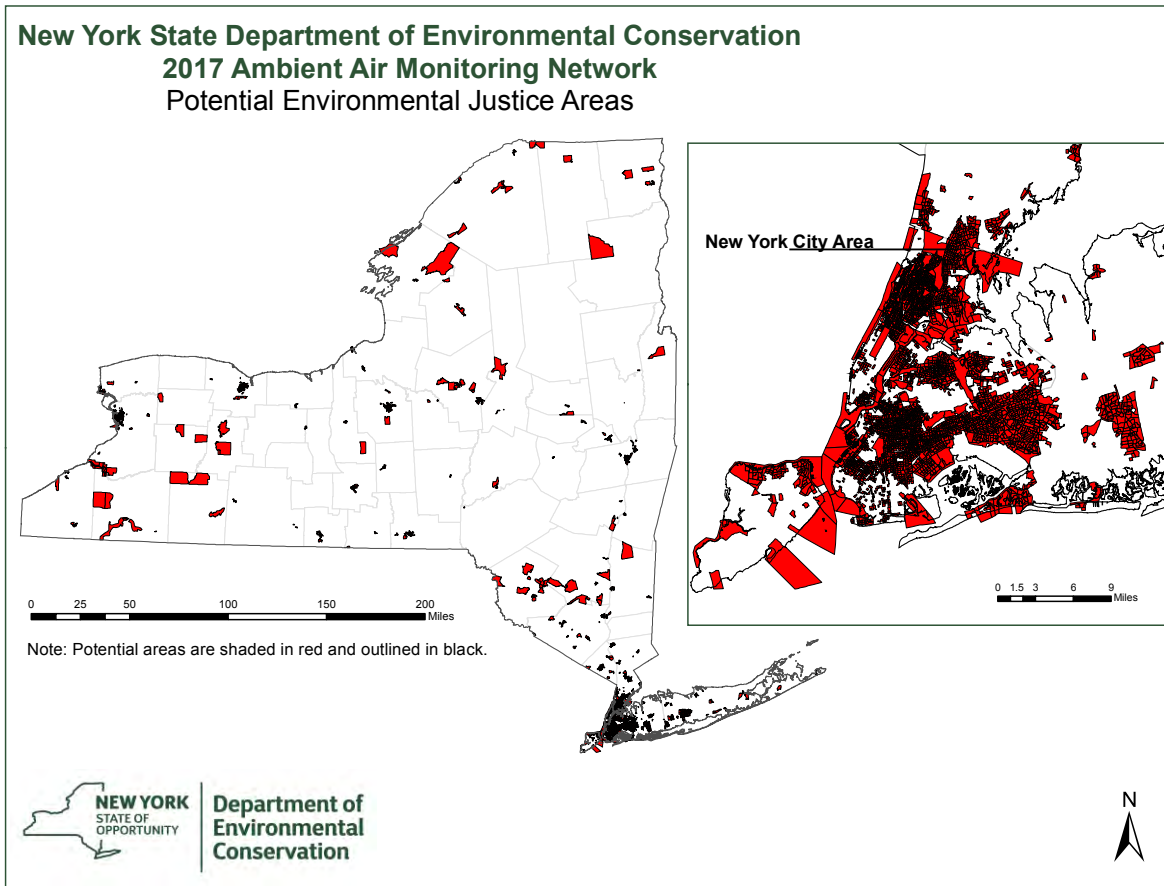 New York State Department of Environmental Conservation
2017 Ambient Air Monitoring Network
Potential Environmental Justice Areas
New York City Area
0 1.5 3 6 9
Miles
0 25 50 100 150 200
Miles
Note: Potential areas are shaded in red and outlined in black.
NEW YORK
STATE OF
OPPORTUNITY
Department of
Environmental
Conservation
N